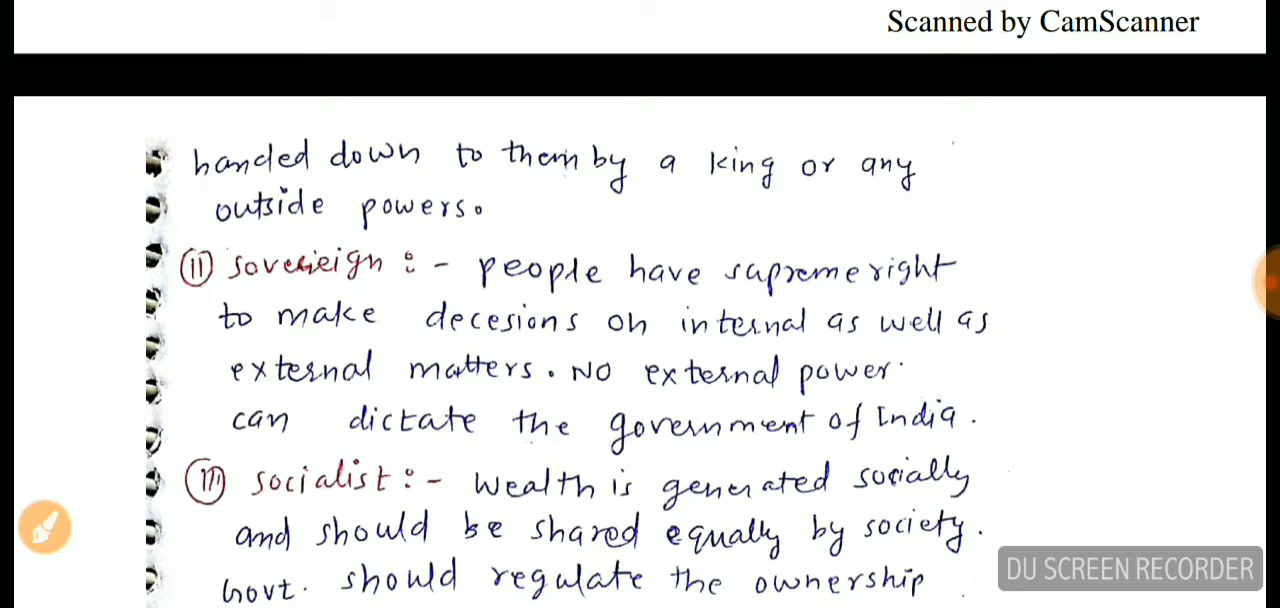 Scanned by CamScanner
handed down to them by a king or any
outside powers.
(II) Sovereign :- people have supreme right
to make decesions on internal as well as
external matters. No external power
can dictate the government of India.
(III) Socialist :- Wealth is generated socially
and should be shared equally by society.
Govt. should regulate the ownership
DU SCREEN RECORDER